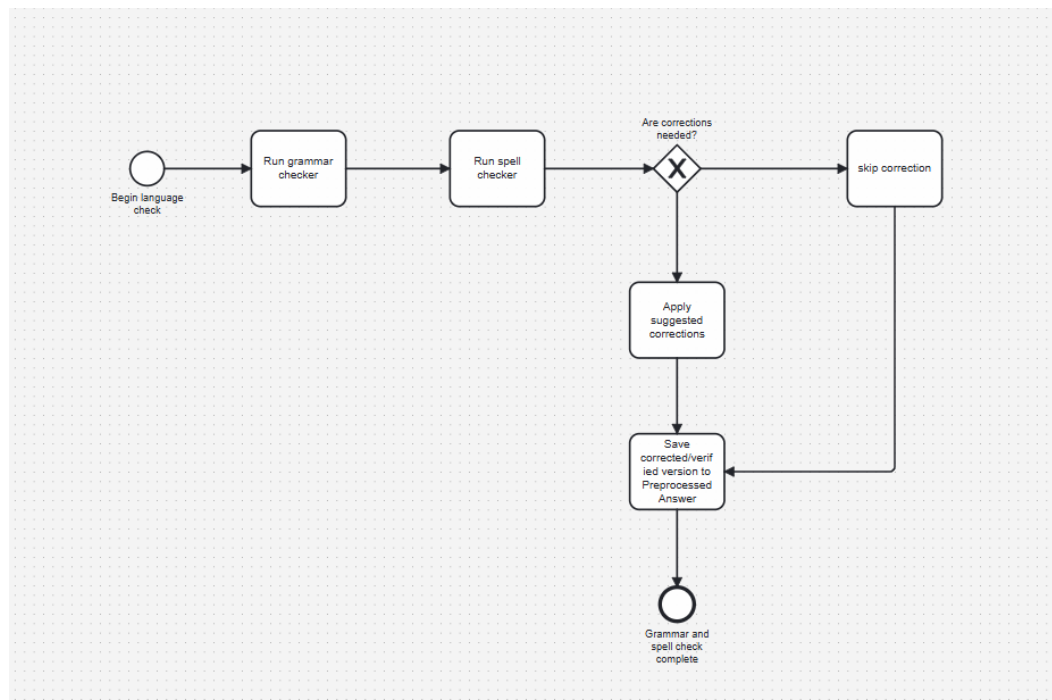 Are corrections
needed?
Run grammar
checker
Run spell
checker
skip correction
Begin language
check
Apply
suggested
corrections
Save
corrected/verif
ied version to
Preprocessed
Answer
Grammar and
spell check
complete